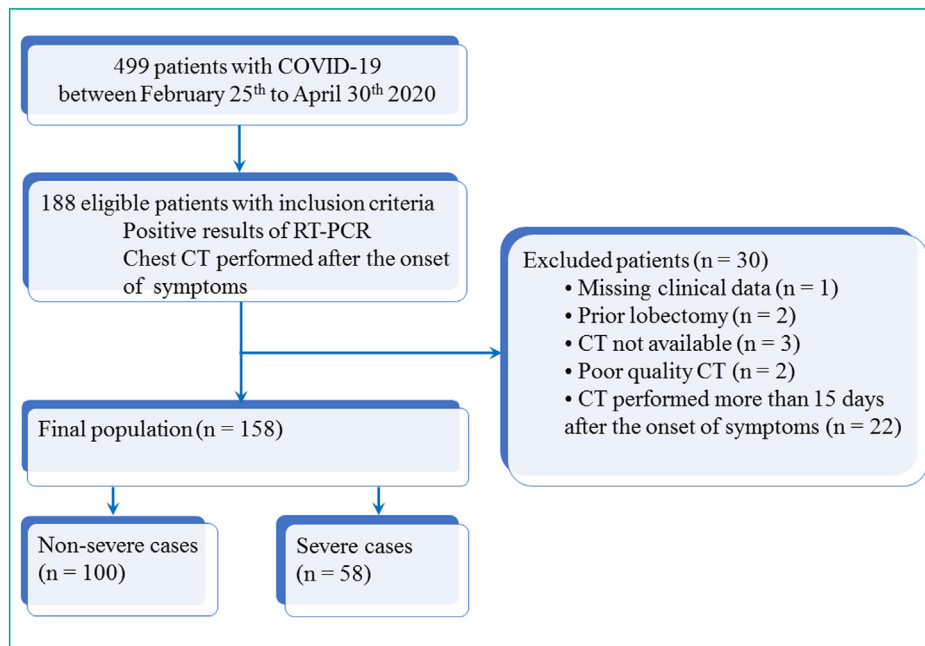 499 patients with COVID-19
between February 25th to April 30th 2020
188 eligible patients with inclusion criteria
Positive results of RT-PCR
Chest CT performed after the onset
of symptoms
Excluded patients (n = 30)
• Missing clinical data (n = 1)
• Prior lobectomy (n = 2)
• CT not available (n = 3)
• Poor quality CT (n = 2)
• CT performed more than 15 days
after the onset of symptoms (n = 22)
Final population (n = 158)
Non-severe cases
(n = 100)
Severe cases
(n = 58)